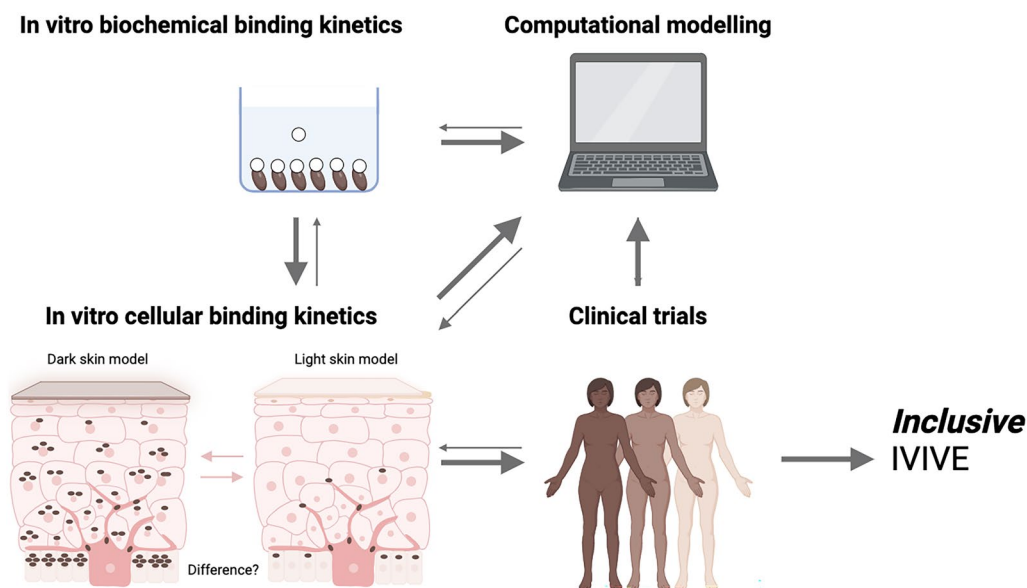 In vitro biochemical binding kinetics
Computational modelling
In vitro cellular binding kinetics
Clinical trials
Dark skin model
Light skin model
Inclusive
IVIVE
Difference?